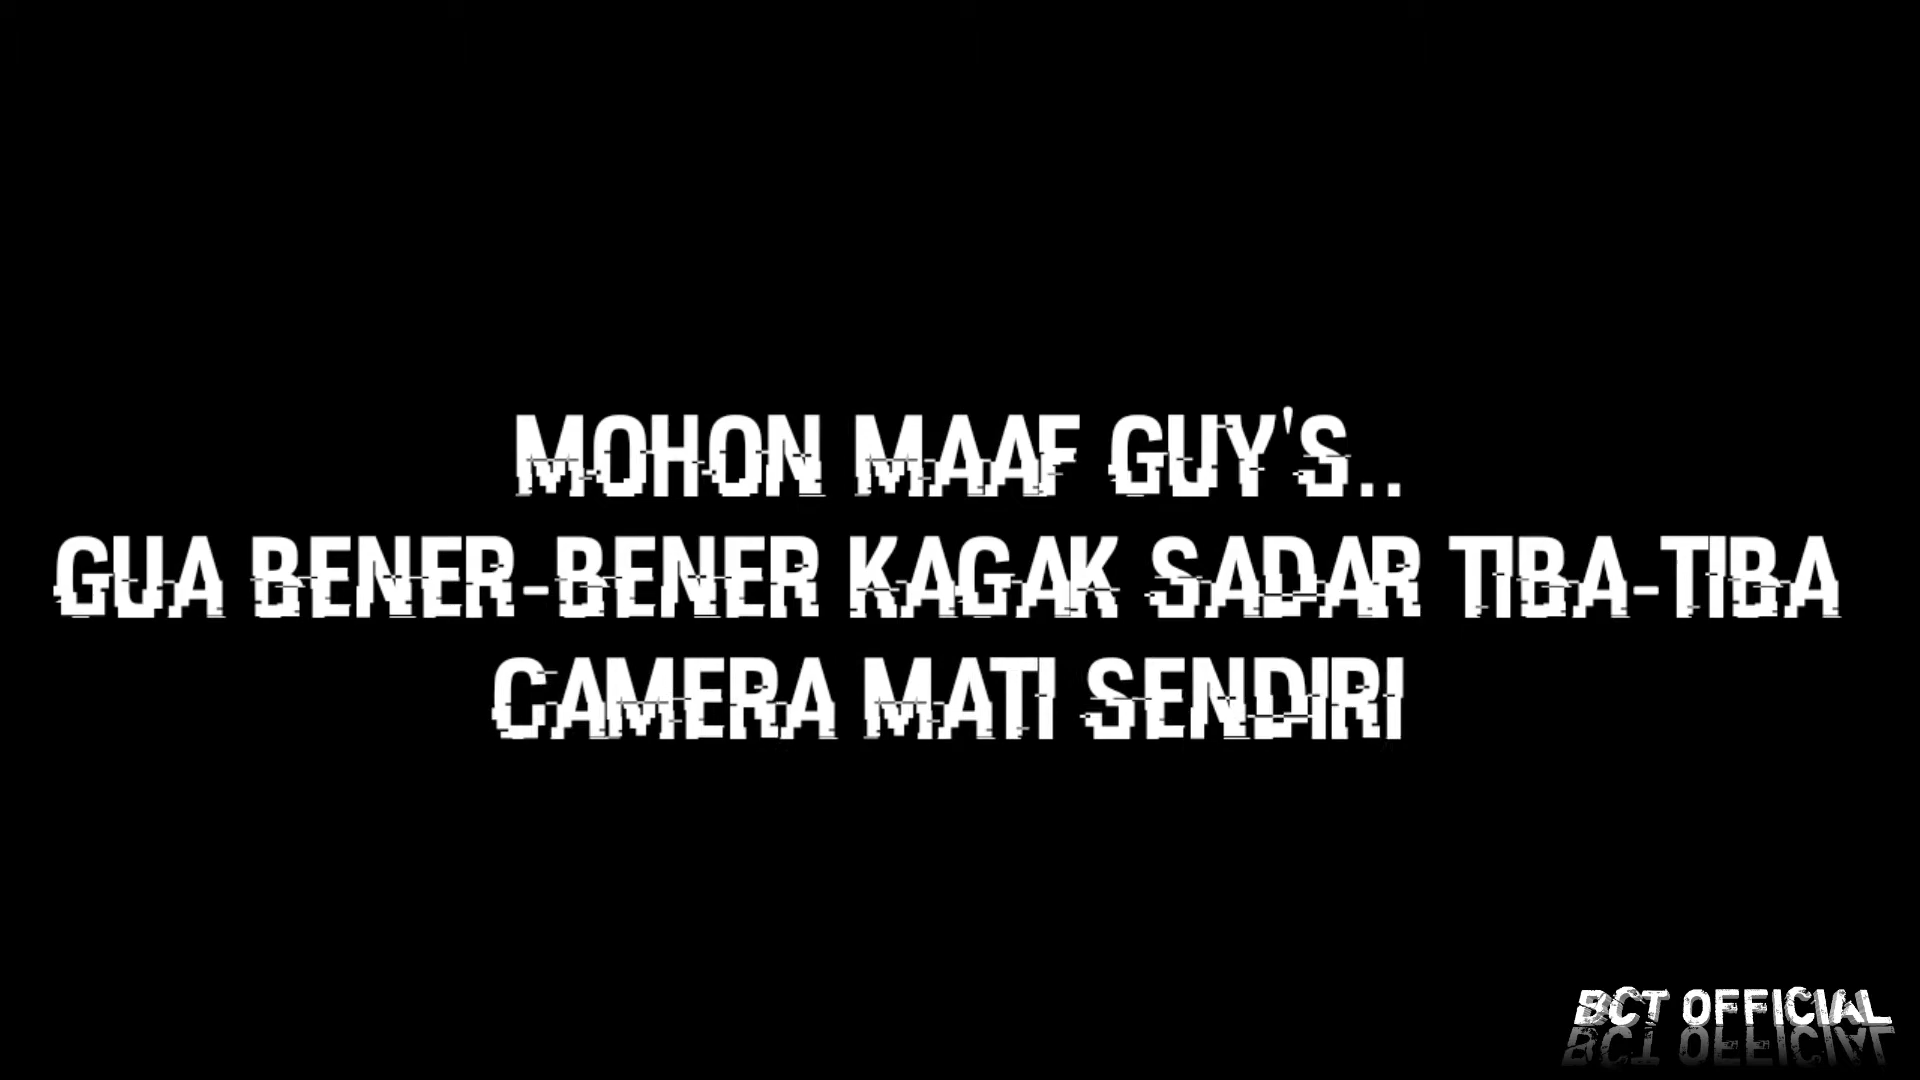 MOHON MAAF GUY'S..
GUA BENER-BENER KAGAK SADAR TIBA-TIBA
CAMERA MATI SENDIRI
BCT OFFICIAL